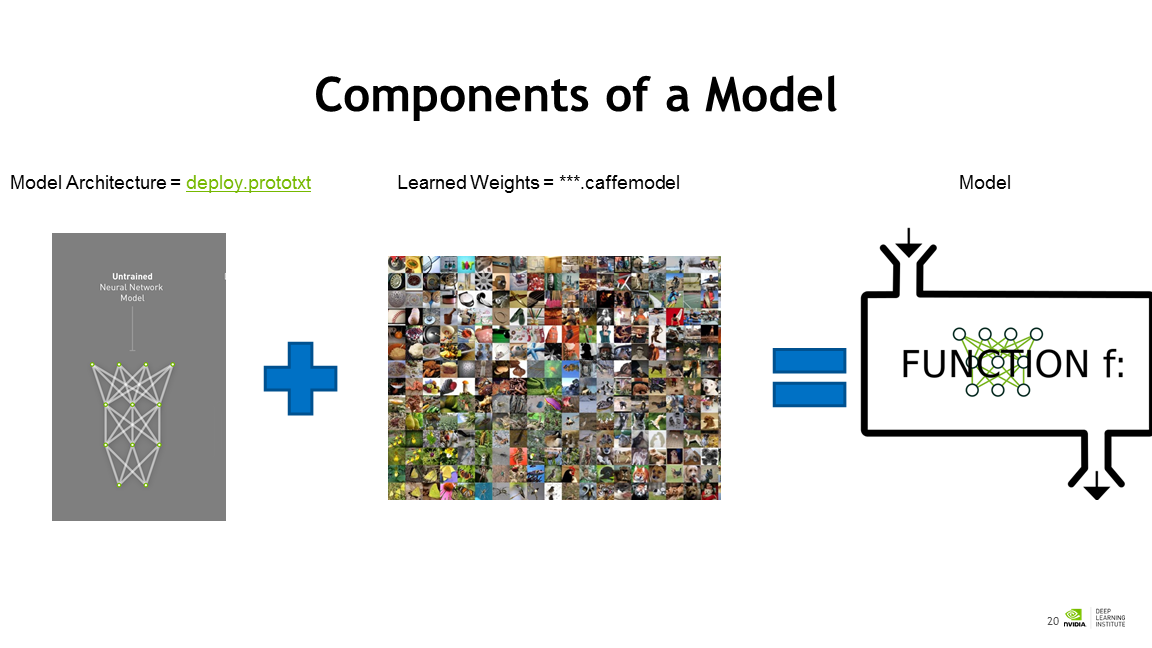 Components of a Model
Model Architecture = deploy.prototxt
Learned Weights = ***.caffemodel
Model
Untrained
Neural Network
Model
FUNCTION f:
20
NVIDIA
DEEP
LEARNING
INSTITUTE